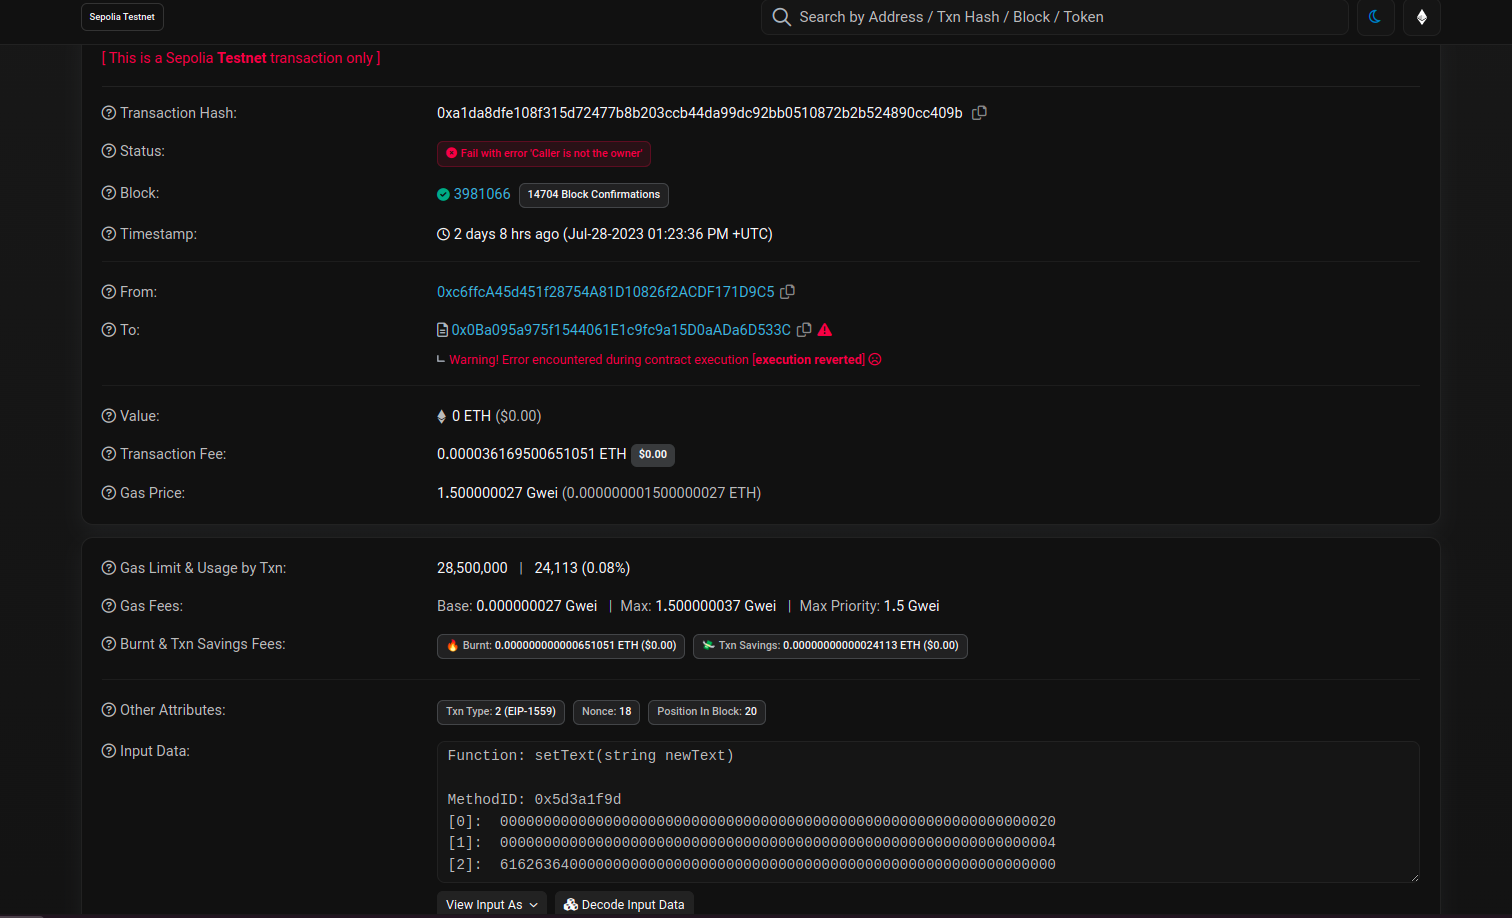 Sepolia Testnet
Search by Address / Txn Hash / Block / Token
[ This is a Sepolia Testnet transaction only ]
Transaction Hash: 0xa1da8dfe108f315d72477b8b203ccb44da99dc92bb0510872b2b524890cc409b
Status: Fail with error 'Caller is not the owner'
Block: 3981066 14704 Block Confirmations
Timestamp: 2 days 8 hrs ago (Jul-28-2023 01:23:36 PM +UTC)
From: 0xc6ffcA45d451f28754A81D10826f2ACDF171D9C5
To: 0x0Ba095a975f1544061E1c9fc9a15D0aADa6D533C
Warning! Error encountered during contract execution [execution reverted]
Value: 0 ETH ($0.00)
Transaction Fee: 0.000036169500651051 ETH $0.00
Gas Price: 1.500000027 Gwei (0.000000001500000027 ETH)
Gas Limit & Usage by Txn: 28,500,000 | 24,113 (0.08%)
Gas Fees: Base: 0.000000027 Gwei | Max: 1.500000037 Gwei | Max Priority: 1.5 Gwei
Burnt & Txn Savings Fees: Burnt: 0.000000000000651051 ETH ($0.00) Txn Savings: 0.00000000000024113 ETH ($0.00)
Other Attributes: Txn Type: 2 (EIP-1559) Nonce: 18 Position In Block: 20
Input Data: Function: setText(string newText)
MethodID: 0x5d3a1f9d
[0]: 0000000000000000000000000000000000000000000000000000000000000020
[1]: 0000000000000000000000000000000000000000000000000000000000000004
[2]: 6162636400000000000000000000000000000000000000000000000000000000
View Input As Decode Input Data